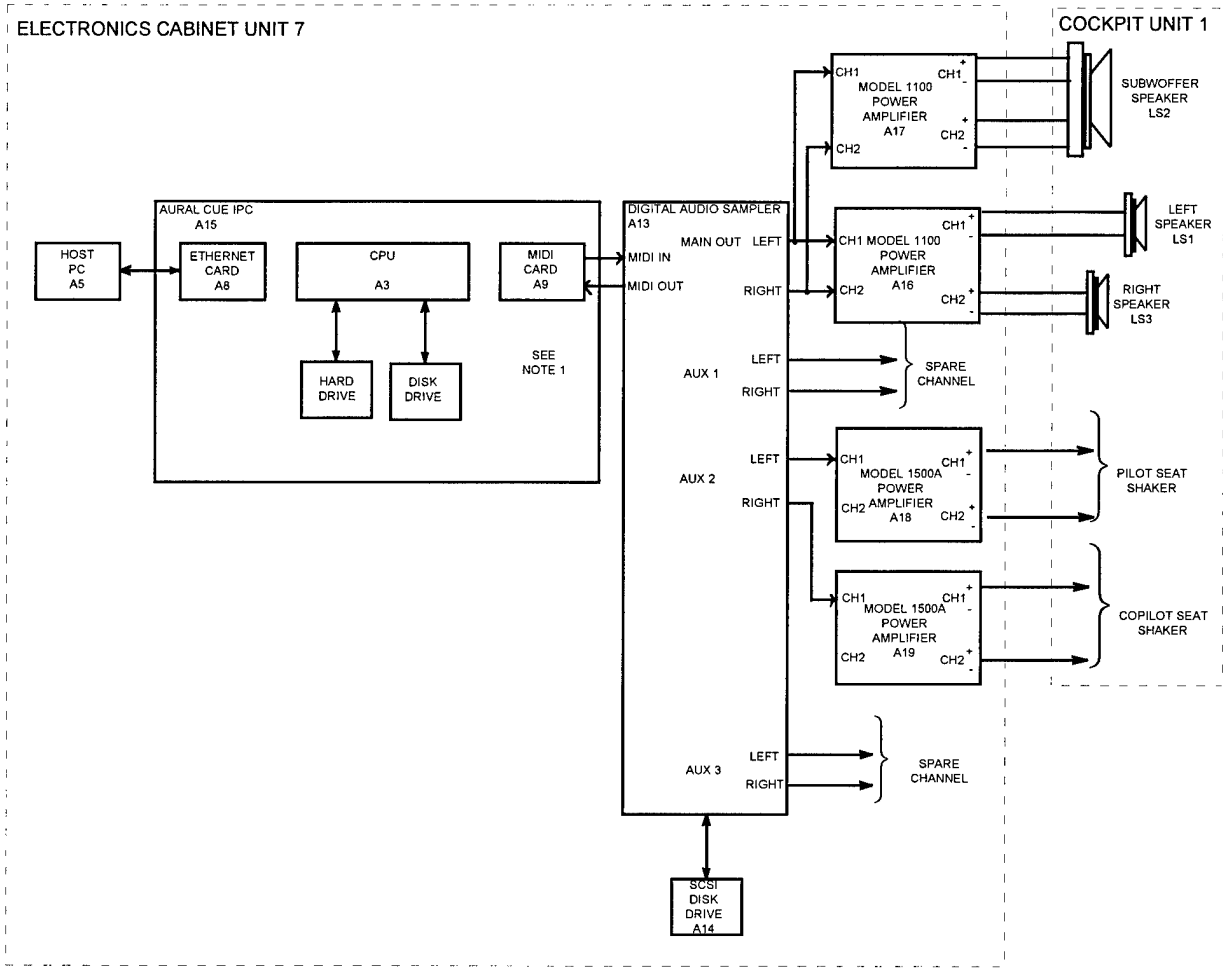 ELECTRONICS CABINET UNIT 7
COCKPIT UNIT 1
CH1
MODEL 1100
POWER
AMPLIFIER
A17
CH2
CH1
+
-
CH2
+
-
SUBWOFFER
SPEAKER
LS2
AURAL CUE IPC
A15
HOST
PC
A5
ETHERNET
CARD
A8
CPU
A3
HARD
DRIVE
DISK
DRIVE
MIDI
CARD
A9
SEE
NOTE 1
DIGITAL AUDIO SAMPLER
A13
MIDI IN
MIDI OUT
MAIN OUT LEFT
RIGHT
CH1
MODEL 1100
POWER
AMPLIFIER
A16
CH2
CH1
+
-
CH2
+
-
LEFT
SPEAKER
LS1
RIGHT
SPEAKER
LS3
AUX 1
LEFT
RIGHT
SPARE
CHANNEL
AUX 2
LEFT
RIGHT
CH1
MODEL 1500A
POWER
AMPLIFIER
A18
CH2
CH1
+
-
CH2
+
-
PILOT SEAT
SHAKER
CH1
MODEL 1500A
POWER
AMPLIFIER
A19
CH2
CH1
+
-
CH2
+
-
COPILOT SEAT
SHAKER
AUX 3
LEFT
RIGHT
SPARE
CHANNEL
SCSI
DISK
DRIVE
A14